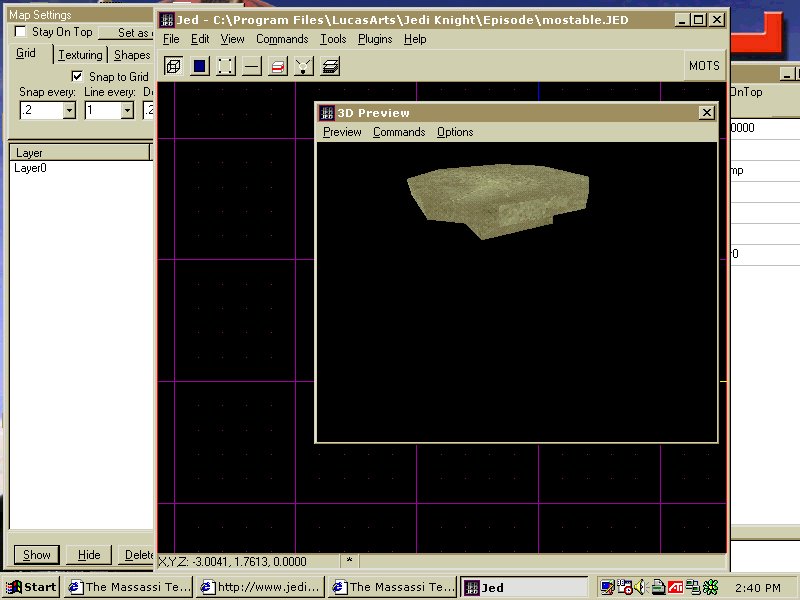 Map Settings
Stay On Top
Set as
Grid
Texturing
Shapes
Snap to Grid
Snap every:
Line every:
.2
1
.2
Layer
Layer0
Show
Hide
Delete
Jed - C:\Program Files\LucasArts\Jedi Knight\Episode\mostable.JED
File Edit View Commands Tools Plugins Help
MOTS
3D Preview
Preview Commands Options
OnTop
0000
mp
r0
X,Y,Z: -3.0041, 1.7613, 0.0000
*
Start
The Massassi Te...
http://www.jedi...
The Massassi Te...
Jed
2:40 PM